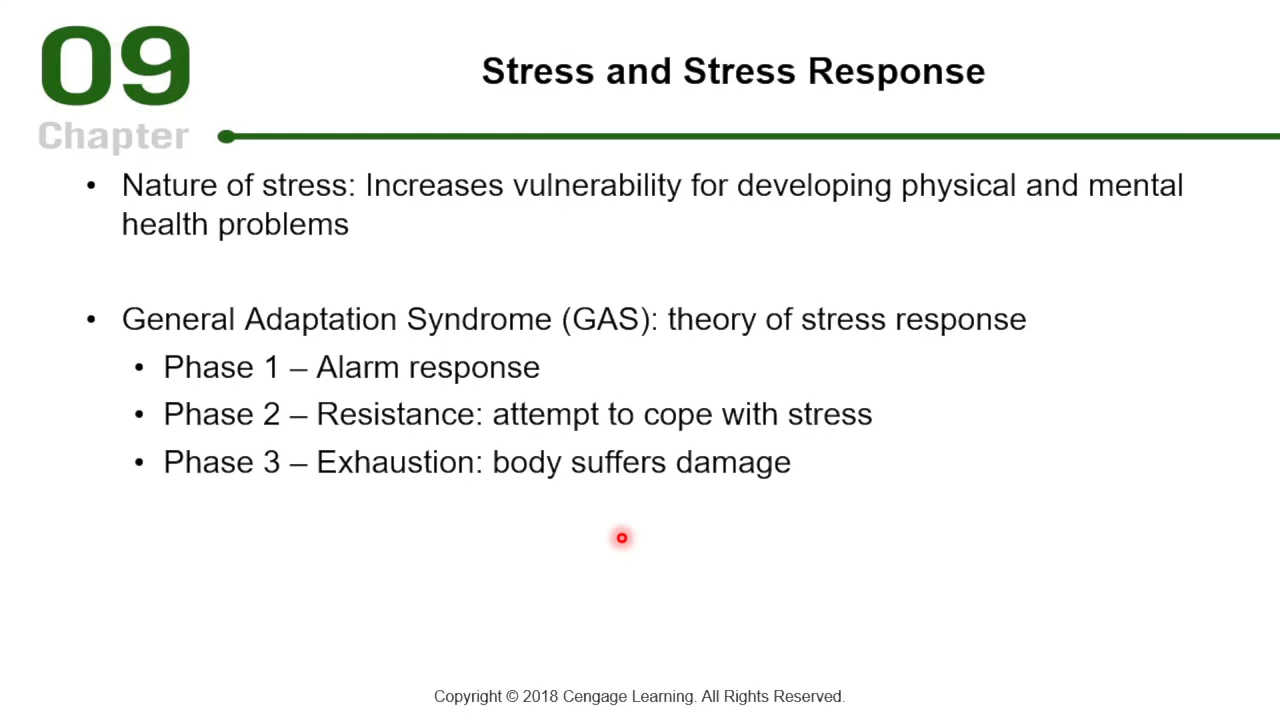 09
Chapter
Stress and Stress Response
• Nature of stress: Increases vulnerability for developing physical and mental
health problems
• General Adaptation Syndrome (GAS): theory of stress response
• Phase 1 – Alarm response
• Phase 2 – Resistance: attempt to cope with stress
• Phase 3 – Exhaustion: body suffers damage
Copyright © 2018 Cengage Learning. All Rights Reserved.